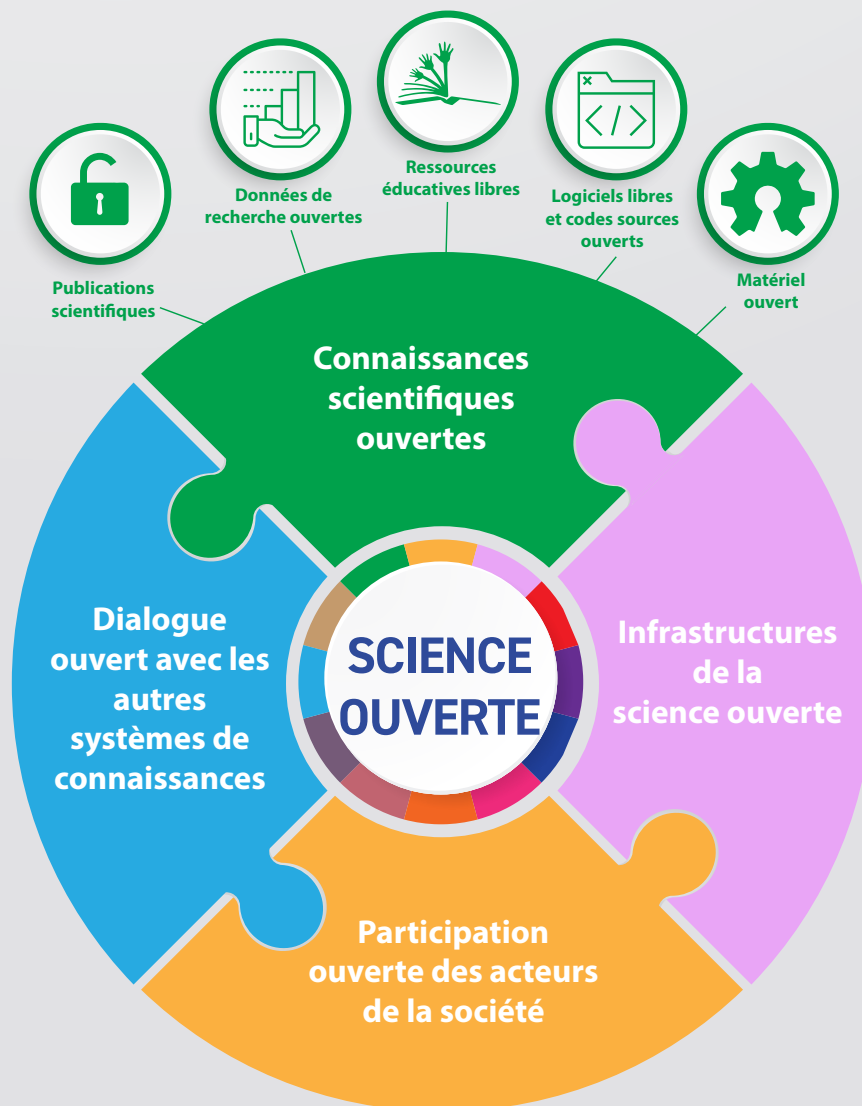 Publications
scientifiques
Données de
recherche ouvertes
Ressources
éducatives libres
Logiciels libres
et codes sources
ouverts
Matériel
ouvert
Connaissances
scientifiques
ouvertes
Dialogue
ouvert avec les
autres
systèmes de
connaissances
SCIENCE
OUVERTE
Infrastructures
de la
science ouverte
Participation
ouverte des acteurs
de la société